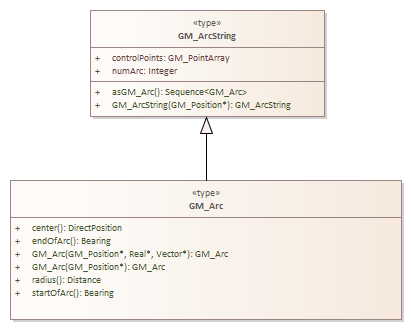 «type»
GM_ArcString
+ controlPoints: GM_PointArray
+ numArc: Integer
+ asGM_Arc(): Sequence<GM_Arc>
+ GM_ArcString(GM_Position*): GM_ArcString
«type»
GM_Arc
+ center(): DirectPosition
+ endOfArc(): Bearing
+ GM_Arc(GM_Position*, Real*, Vector*): GM_Arc
+ GM_Arc(GM_Position*): GM_Arc
+ radius(): Distance
+ startOfArc(): Bearing